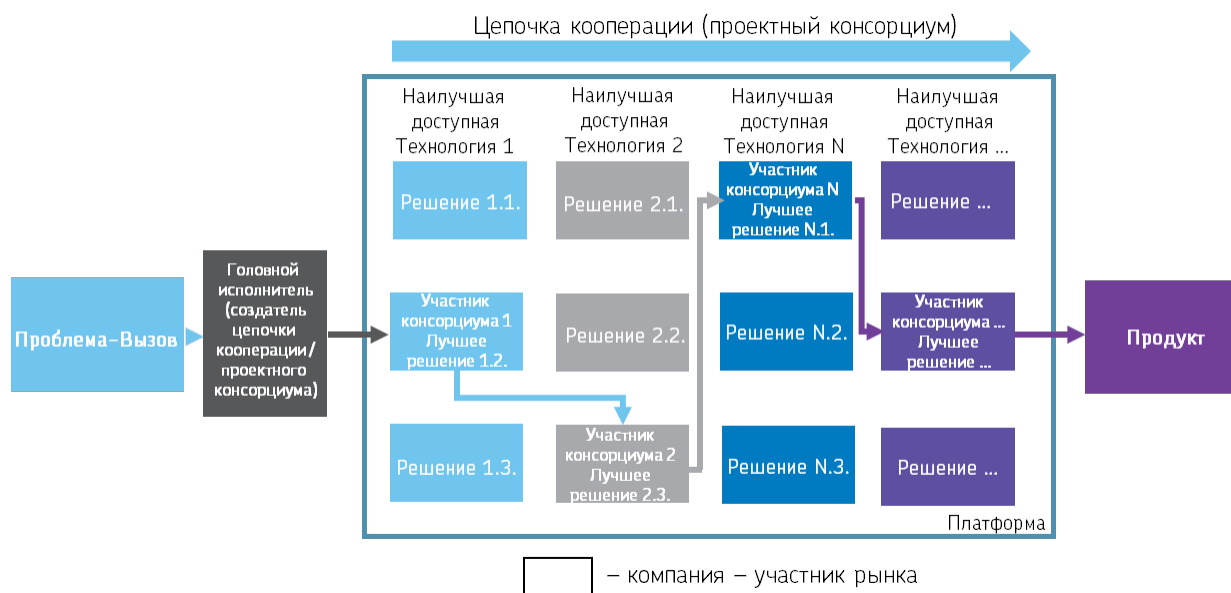 Цепочка кооперации (проектный консорциум)
Наилучшая
доступная
Технология 1
Наилучшая
доступная
Технология 2
Наилучшая
доступная
Технология N
Наилучшая
доступная
Технология ...
Решение 1.1.
Решение 2.1.
Участник
консорциума N
Лучшее
решение N.1.
Решение ...
Проблема-Вызов
Головной
исполнитель
(создатель
цепочки
кооперации/
проектного
консорциума)
Участник
консорциума 1
Лучшее
решение 1.2.
Решение 2.2.
Решение N.2.
Участник
консорциума ...
Лучшее
решение ...
Продукт
Решение 1.3.
Участник
консорциума 2
Лучшее
решение 2.3.
Решение N.3.
Решение ...
Платформа
– компания – участник рынка